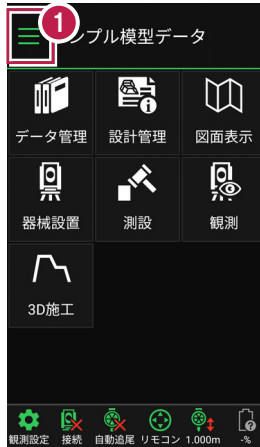 1
ンプル模型データ
データ管理 設計管理 図面表示
器械設置 測設 観測
3D施工
観測設定 接続 自動追尾 リモコン 1.000m -%